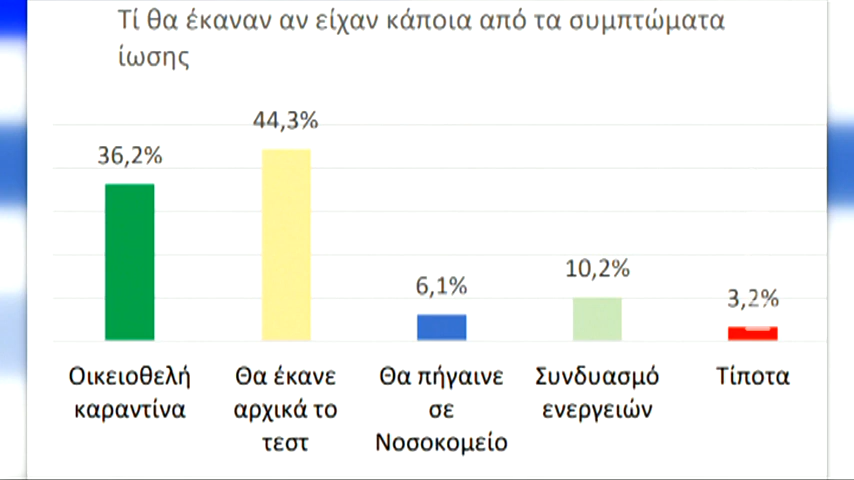 Τί θα έκαναν αν είχαν κάποια από τα συμπτώματα
ίωσης
36,2%
44,3%
6,1%
10,2%
3,2%
Οικειοθελή
καραντίνα
Θα έκανε
αρχικά το
τεστ
Θα πήγαινε
σε
Νοσοκομείο
Συνδυασμό
ενεργειών
Τίποτα